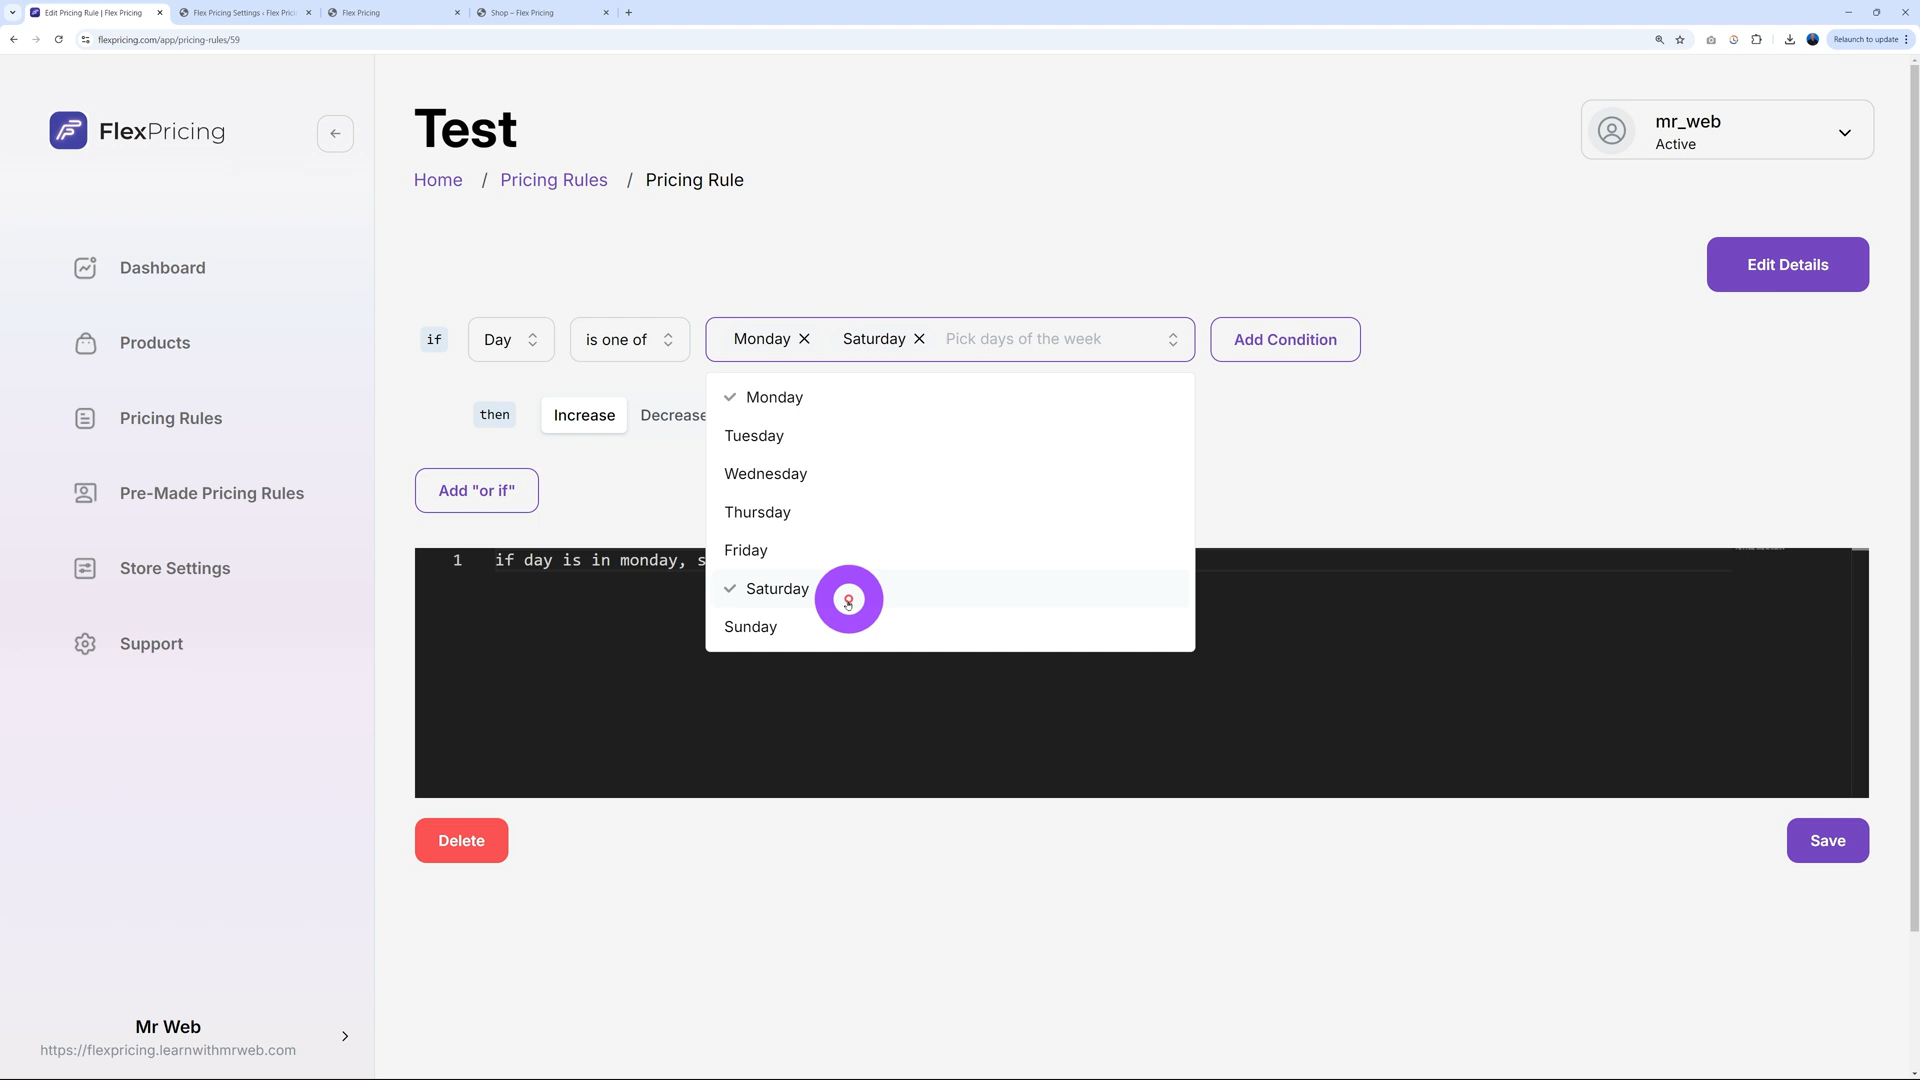 Edit Pricing Rule | Flex Pricing
Flex Pricing Settings ‹ Flex Prici
Flex Pricing
Shop – Flex Pricing
flexpricing.com/app/pricing-rules/59
Relaunch to update
FlexPricing
Test
mr_web
Active
Home / Pricing Rules / Pricing Rule
Edit Details
Dashboard
Products
Pricing Rules
Pre-Made Pricing Rules
Store Settings
Support
if Day is one of Monday Saturday Pick days of the week Add Condition
Monday
Tuesday
Wednesday
Thursday
Friday
Saturday
Sunday
then Increase Decrease
Add "or if"
1 if day is in monday, s
Delete
Save
Mr Web
https://flexpricing.learnwithmrweb.com